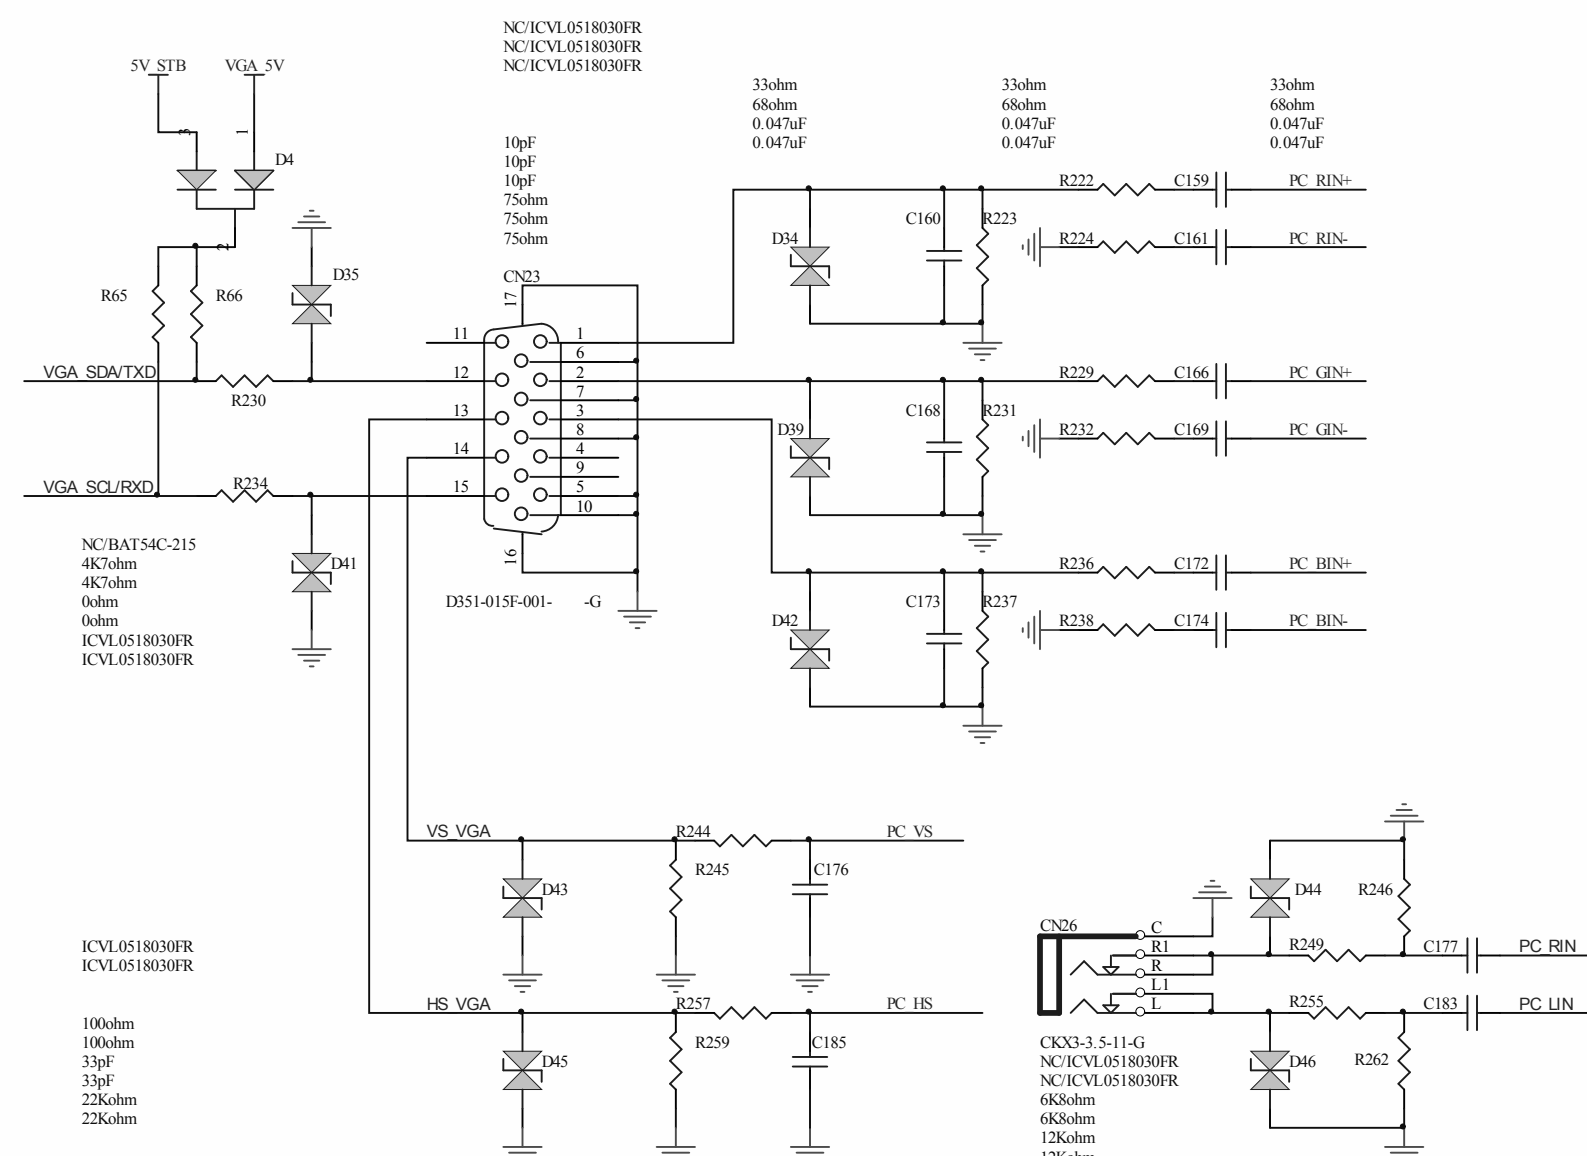 NC/ICVL0518030FR
NC/ICVL0518030FR
NC/ICVL0518030FR
5V_STB
VGA_5V
33ohm
68ohm
0.047uF
0.047uF
33ohm
68ohm
0.047uF
0.047uF
33ohm
68ohm
0.047uF
0.047uF
3
1
D4
2
10pF
10pF
10pF
75ohm
75ohm
75ohm
R65
R66
D35
CN23
17
11
12
13
14
15
1
6
2
7
3
8
4
9
5
10
16
D351-015F-001-
-G
VGA_SDA/TXD
R230
VGA_SCL/RXD
R234
D41
NC/BAT54C-215
4K7ohm
4K7ohm
0ohm
0ohm
ICVL0518030FR
ICVL0518030FR
D34
C160
R223
R222
C159
PC_RIN+
R224
C161
PC_RIN-
D39
C168
R231
R229
C166
PC_GIN+
R232
C169
PC_GIN-
D42
C173
R237
R236
C172
PC_BIN+
R238
C174
PC_BIN-
VS_VGA
R244
PC_VS
D43
R245
C176
HS_VGA
R257
PC_HS
D45
R259
C185
ICVL0518030FR
ICVL0518030FR
100ohm
100ohm
33pF
33pF
22Kohm
22Kohm
CN26
C
R1
R
L1
L
D44
R246
R249
C177
PC_RIN
R255
C183
PC_LIN
D46
R262
CKX3-3.5-11-G
NC/ICVL0518030FR
NC/ICVL0518030FR
6K8ohm
6K8ohm
12Kohm
12Kohm